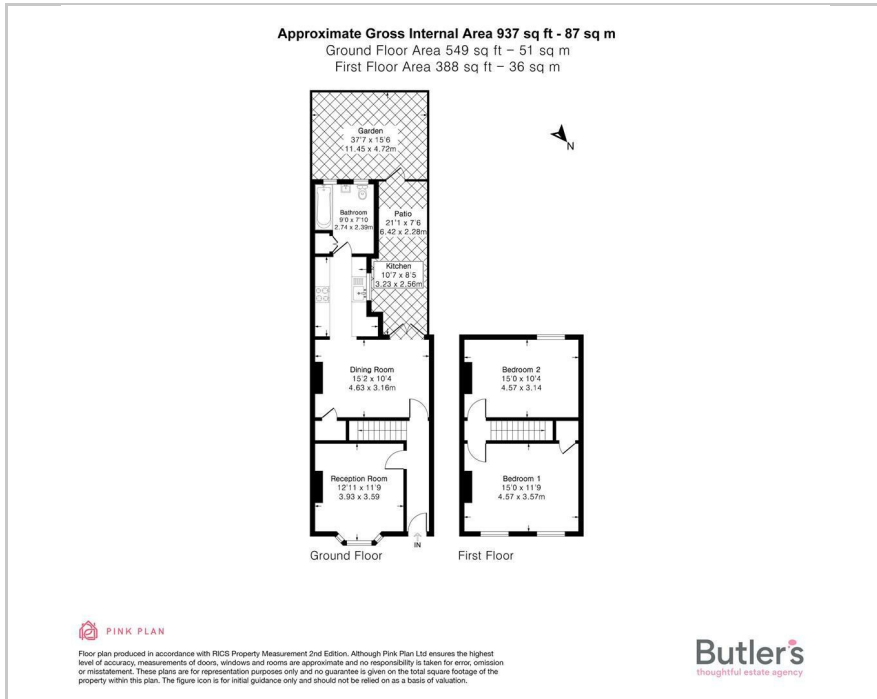 Approximate Gross Internal Area 937 sq ft - 87 sq m
Ground Floor Area 549 sq ft – 51 sq m
First Floor Area 388 sq ft – 36 sq m
Garden
37'7 x 15'6
11.45 x 4.72m
N
Bathroom
9'0 x 7'10
2.74 x 2.39m
Patio
21'1 x 7'6
6.42 x 2.28m
Kitchen
10'7 x 8'5
3.23 x 2.56m
Dining Room
15'2 x 10'4
4.63 x 3.16m
Bedroom 2
15'0 x 10'4
4.57 x 3.14
Reception Room
12'11 x 11'9
3.93 x 3.59
Bedroom 1
15'0 x 11'9
4.57 x 3.57m
IN
Ground Floor
First Floor
PINK PLAN
Floor plan produced in accordance with RICS Property Measurement 2nd Edition. Although Pink Plan Ltd ensures the highest
level of accuracy, measurements of doors, windows and rooms are approximate and no responsibility is taken for error, omission
or misstatement. These plans are for representation purposes only and no guarantee is given on the total square footage of the
property within this plan. The figure icon is for initial guidance only and should not be relied on as a basis of valuation.
Butler's
thoughtful estate agency